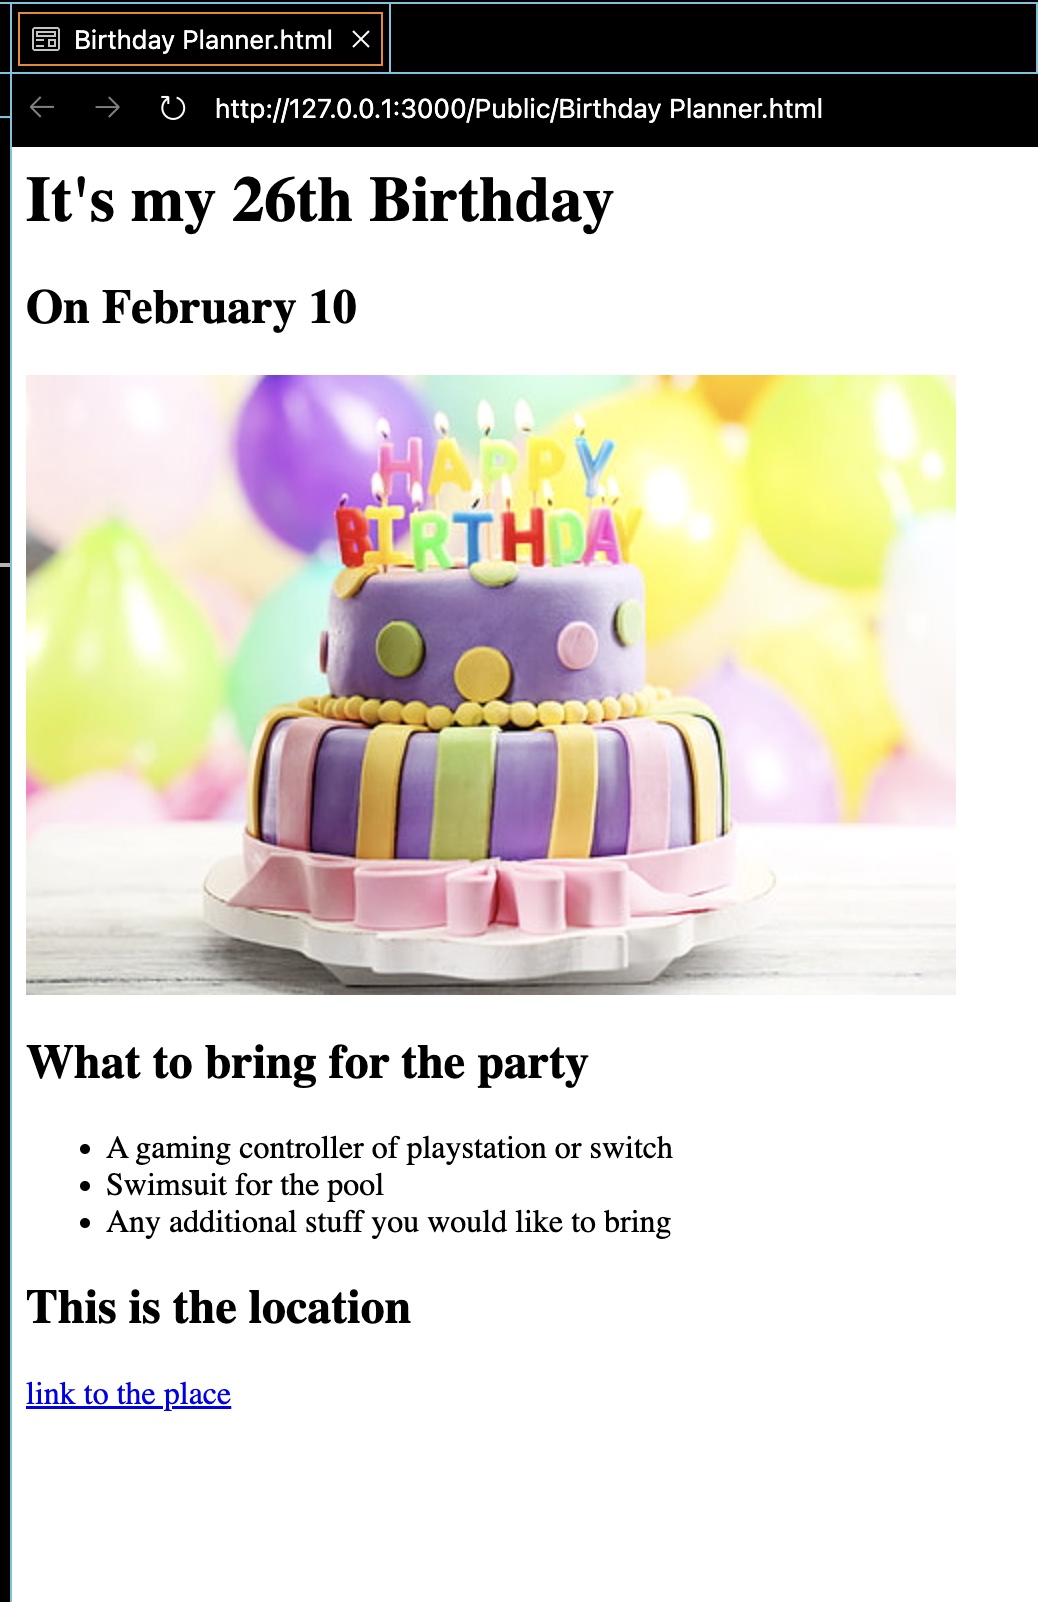 Birthday Planner.html
http://127.0.0.1:3000/Public/Birthday Planner.html
It's my 26th Birthday
On February 10
HAPPY
BIRTHDAY
What to bring for the party
A gaming controller of playstation or switch
Swimsuit for the pool
Any additional stuff you would like to bring
This is the location
link to the place